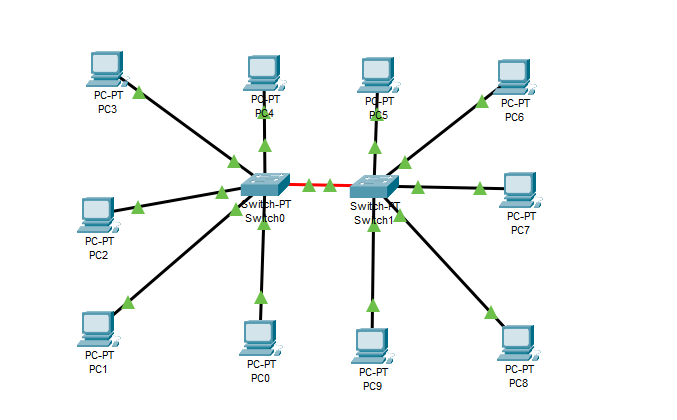 PC-PT
PC3
PC-PT
PC4
PC-PT
PC5
PC-PT
PC6
Switch-PT
Switch0
Switch-PT
Switch1
PC-PT
PC7
PC-PT
PC2
PC-PT
PC1
PC-PT
PC0
PC-PT
PC9
PC-PT
PC8